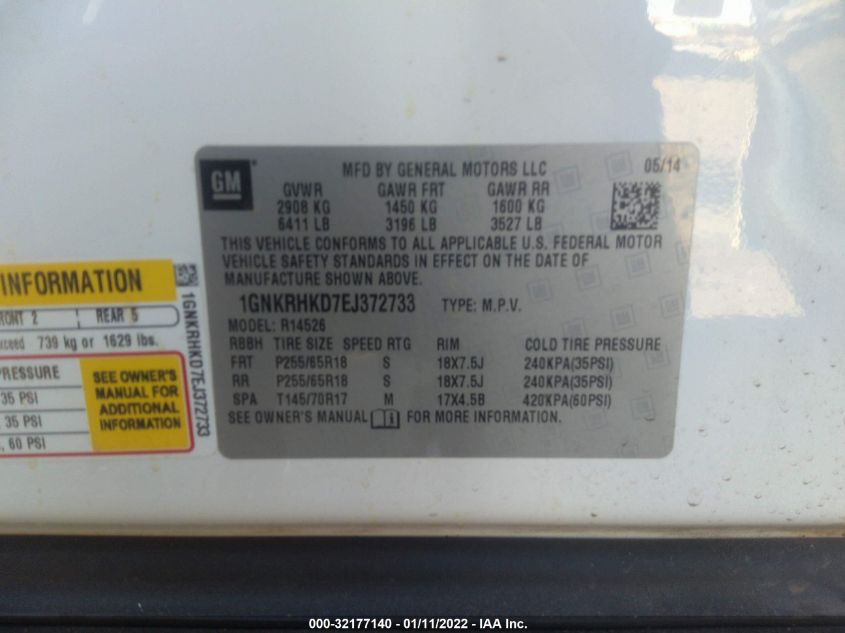 GM
MFD BY GENERAL MOTORS LLC 05/14
GVWR GAWR FRT GAWR RR
2908 KG 1450 KG 1600 KG
6411 LB 3196 LB 3527 LB
THIS VEHICLE CONFORMS TO ALL APPLICABLE U.S. FEDERAL MOTOR
VEHICLE SAFETY STANDARDS IN EFFECT ON THE DATE OF
MANUFACTURE SHOWN ABOVE.
1GNKRHKD7EJ372733 TYPE: M.P.V.
MODEL: R14526
RBBH TIRE SIZE SPEED RTG RIM COLD TIRE PRESSURE
FRT P255/65R18 S 18X7.5J 240KPA(35PSI)
RR P255/65R18 S 18X7.5J 240KPA(35PSI)
SPA T145/70R17 M 17X4.5B 420KPA(60PSI)
SEE OWNER'S MANUAL FOR MORE INFORMATION.
INFORMATION
RONT 2 REAR 5
xceed 739 kg or 1629 lbs.
PRESSURE
35 PSI
, 35 PSI
, 60 PSI
SEE OWNER'S
MANUAL FOR
ADDITIONAL
INFORMATION
1GNKRHKD7EJ372733
000-32177140 - 01/11/2022 - IAA Inc.